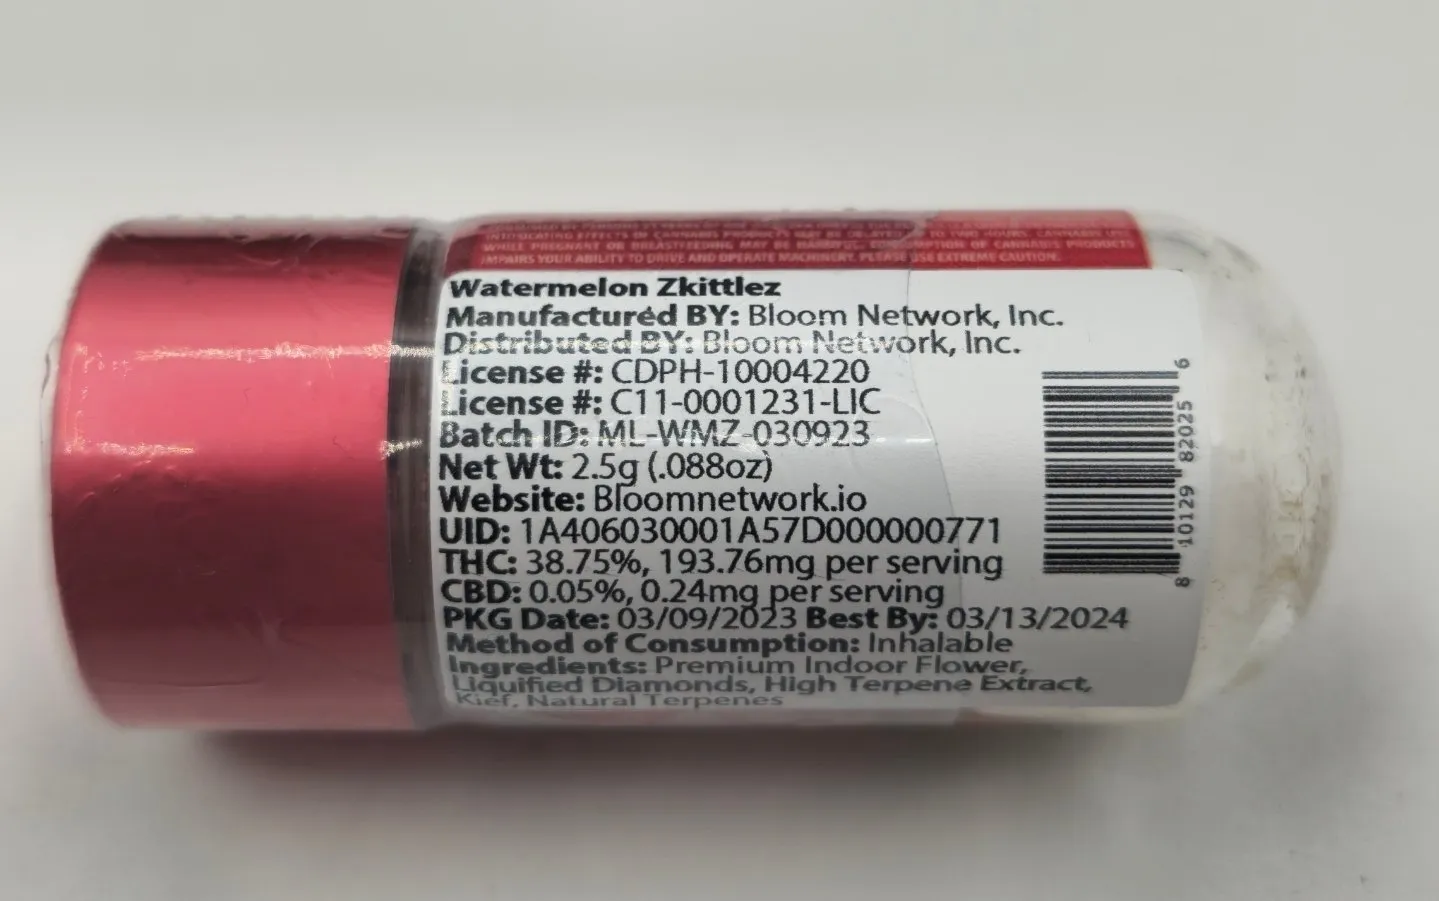 INTOXICATING EFFECTS OF CANNABIS PRODUCTS MAY BE DELAYED UP TO TWO HOURS. CANNABIS USE
WHILE PREGNANT OR BREASTFEEDING MAY BE HARMFUL. CONSUMPTION OF CANNABIS PRODUCTS
IMPAIRS YOUR ABILITY TO DRIVE AND OPERATE MACHINERY. PLEASE USE EXTREME CAUTION.
Watermelon Zkittlez
Manufactured BY: Bloom Network, Inc.
Distributed BY: Bloom Network, Inc.
License #: CDPH-10004220
License #: C11-0001231-LIC
Batch ID: ML-WMZ-030923
Net Wt: 2.5g (.088oz)
Website: Bloomnetwork.io
UID: 1A406030001A57D000000771
THC: 38.75%, 193.76mg per serving
CBD: 0.05%, 0.24mg per serving
PKG Date: 03/09/2023 Best By: 03/13/2024
Method of Consumption: Inhalable
Ingredients: Premium Indoor Flower,
Liquified Diamonds, High Terpene Extract,
Kief, Natural Terpenes
8 10129 82025 6